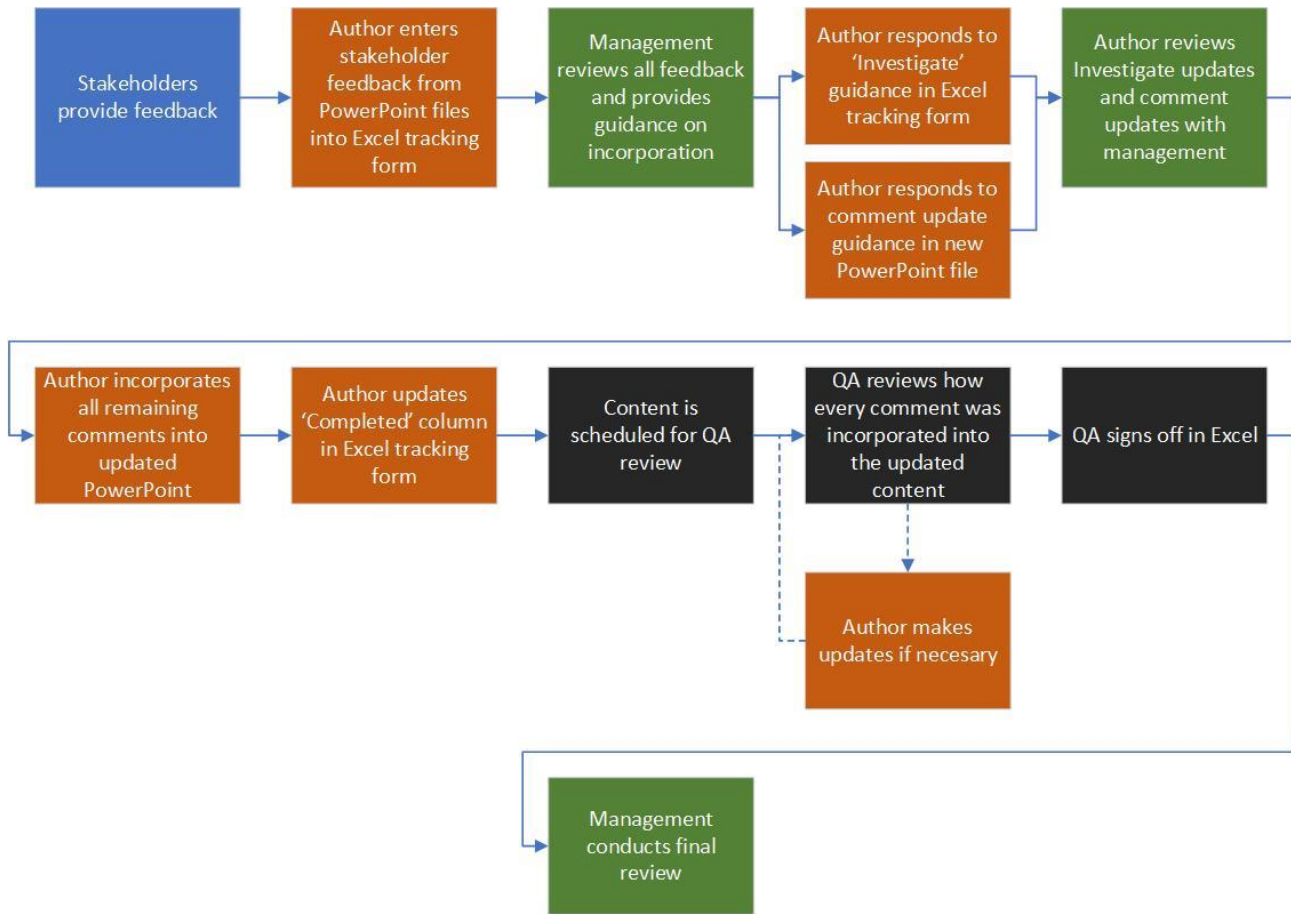 Stakeholders
provide feedback
Author enters
stakeholder
feedback from
PowerPoint files
into Excel tracking
form
Management
reviews all feedback
and provides
guidance on
incorporation
Author responds to
‘Investigate’
guidance in Excel
tracking form
Author responds to
comment update
guidance in new
PowerPoint file
Author reviews
Investigate updates
and comment
updates with
management
Author incorporates
all remaining
comments into
updated
PowerPoint
Author updates
‘Completed’ column
in Excel tracking
form
Content is
scheduled for QA
review
QA reviews how
every comment was
incorporated into
the updated
content
QA signs off in Excel
Author makes
updates if necesary
Management
conducts final
review